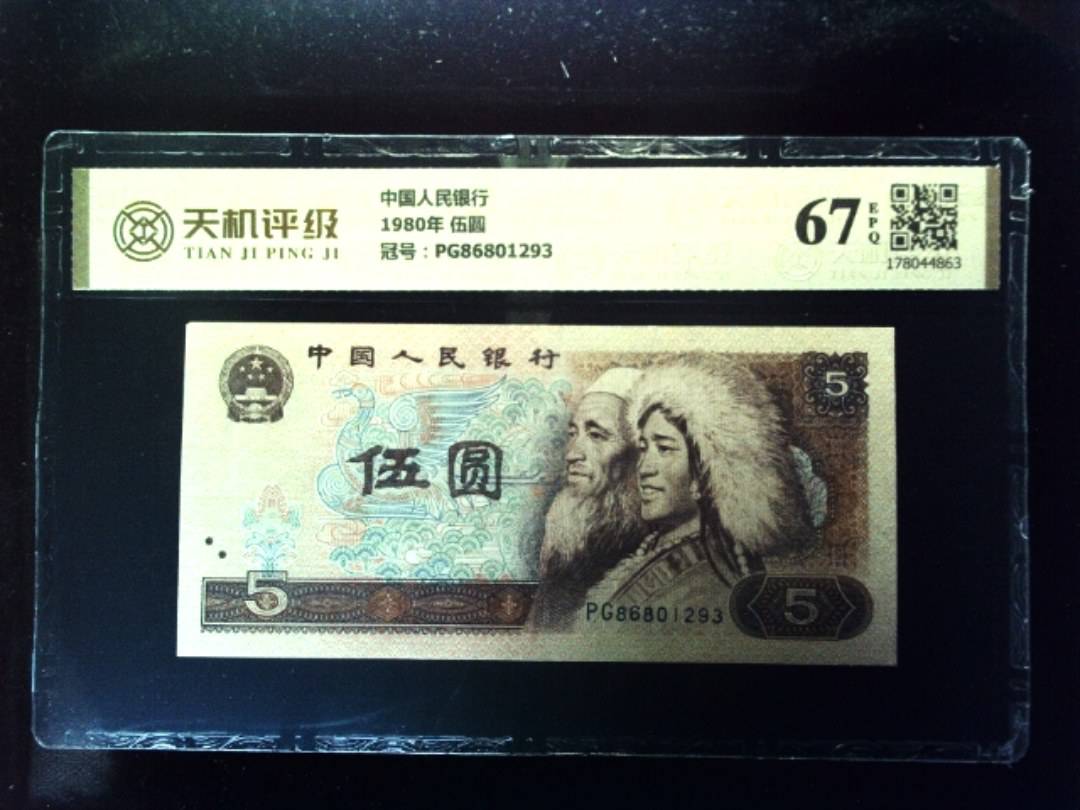 天机评级
TIAN JI PING JI
中国人民银行
1980年 伍圆
冠号：PG86801293
67
EPQ
178044863
中国人民银行
5
伍圆
5
PG86801293
5